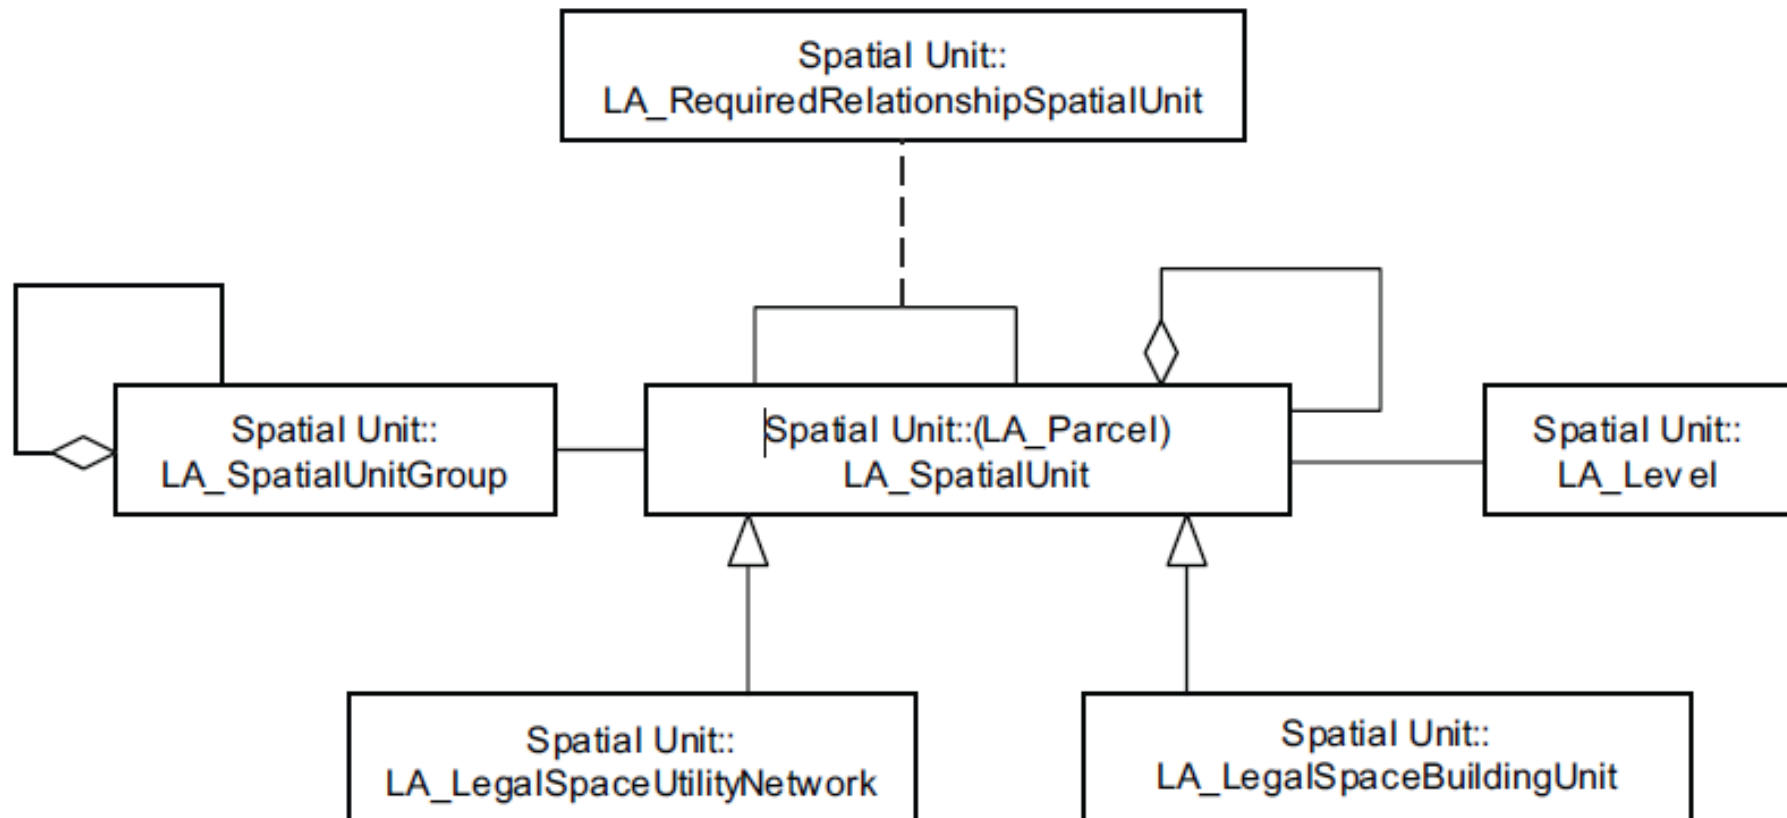 Spatial Unit::
LA_RequiredRelationshipSpatialUnit
Spatial Unit::
LA_SpatialUnitGroup
Spatial Unit::(LA_Parcel)
LA_SpatialUnit
Spatial Unit::
LA_Level
Spatial Unit::
LA_LegalSpaceUtilityNetwork
Spatial Unit::
LA_LegalSpaceBuildingUnit